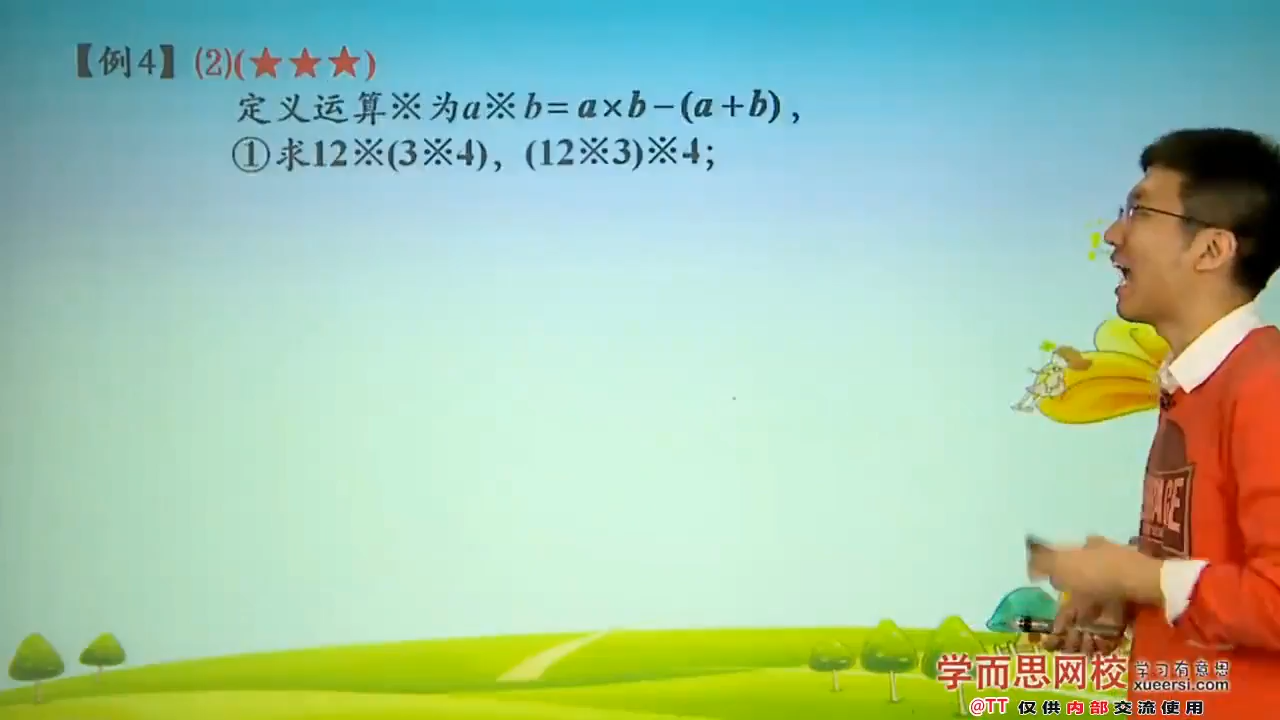 【例4】(2)(★★★)
定义运算※为a※b=a×b-(a+b)，
①求12※(3※4)，(12※3)※4；
学而思网校 学习有意思
xueersi.com
@TT 仅供内部交流使用